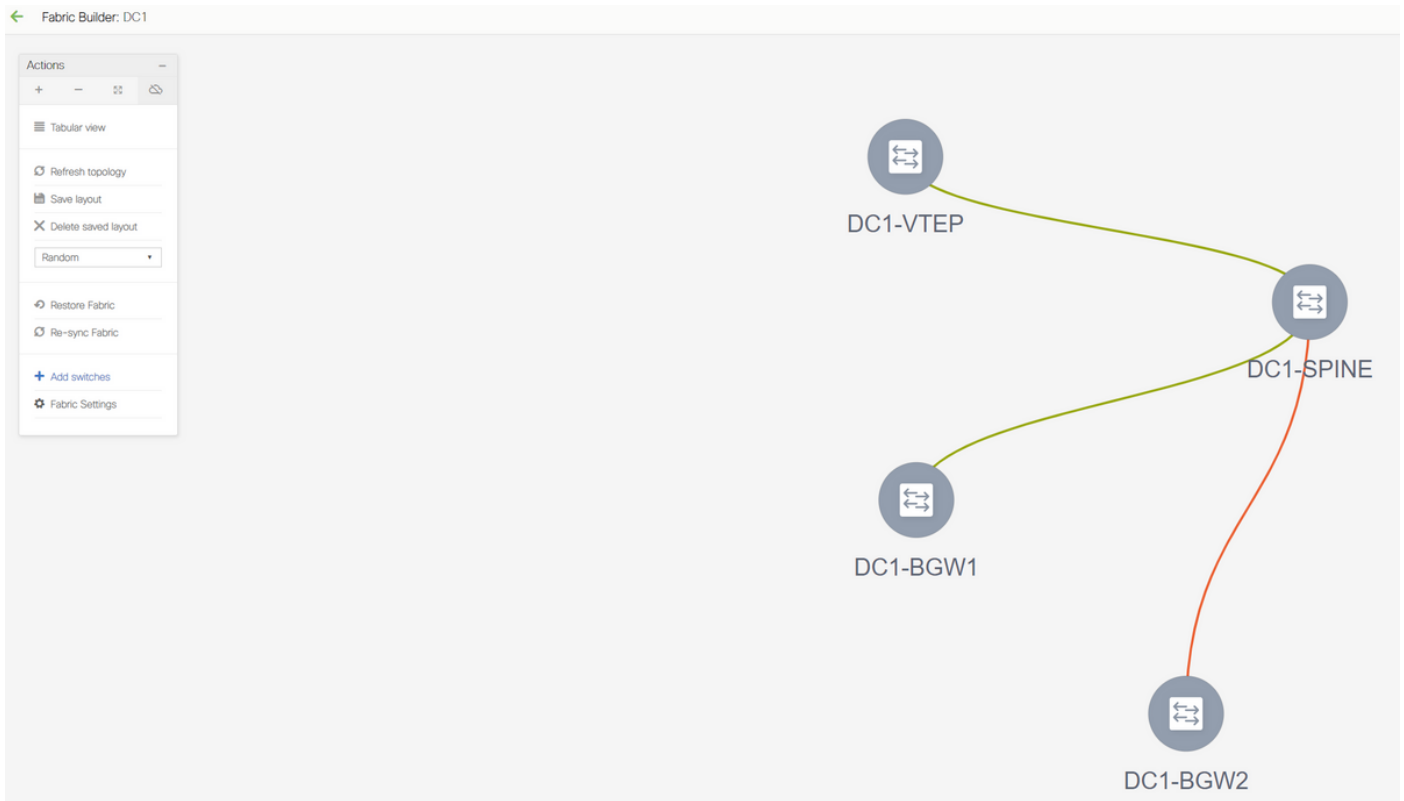 Fabric Builder: DC1
Actions
Tabular view
Refresh topology
Save layout
Delete saved layout
Random
Restore Fabric
Re-sync Fabric
Add switches
Fabric Settings
DC1-VTEP
DC1-SPINE
DC1-BGW1
DC1-BGW2